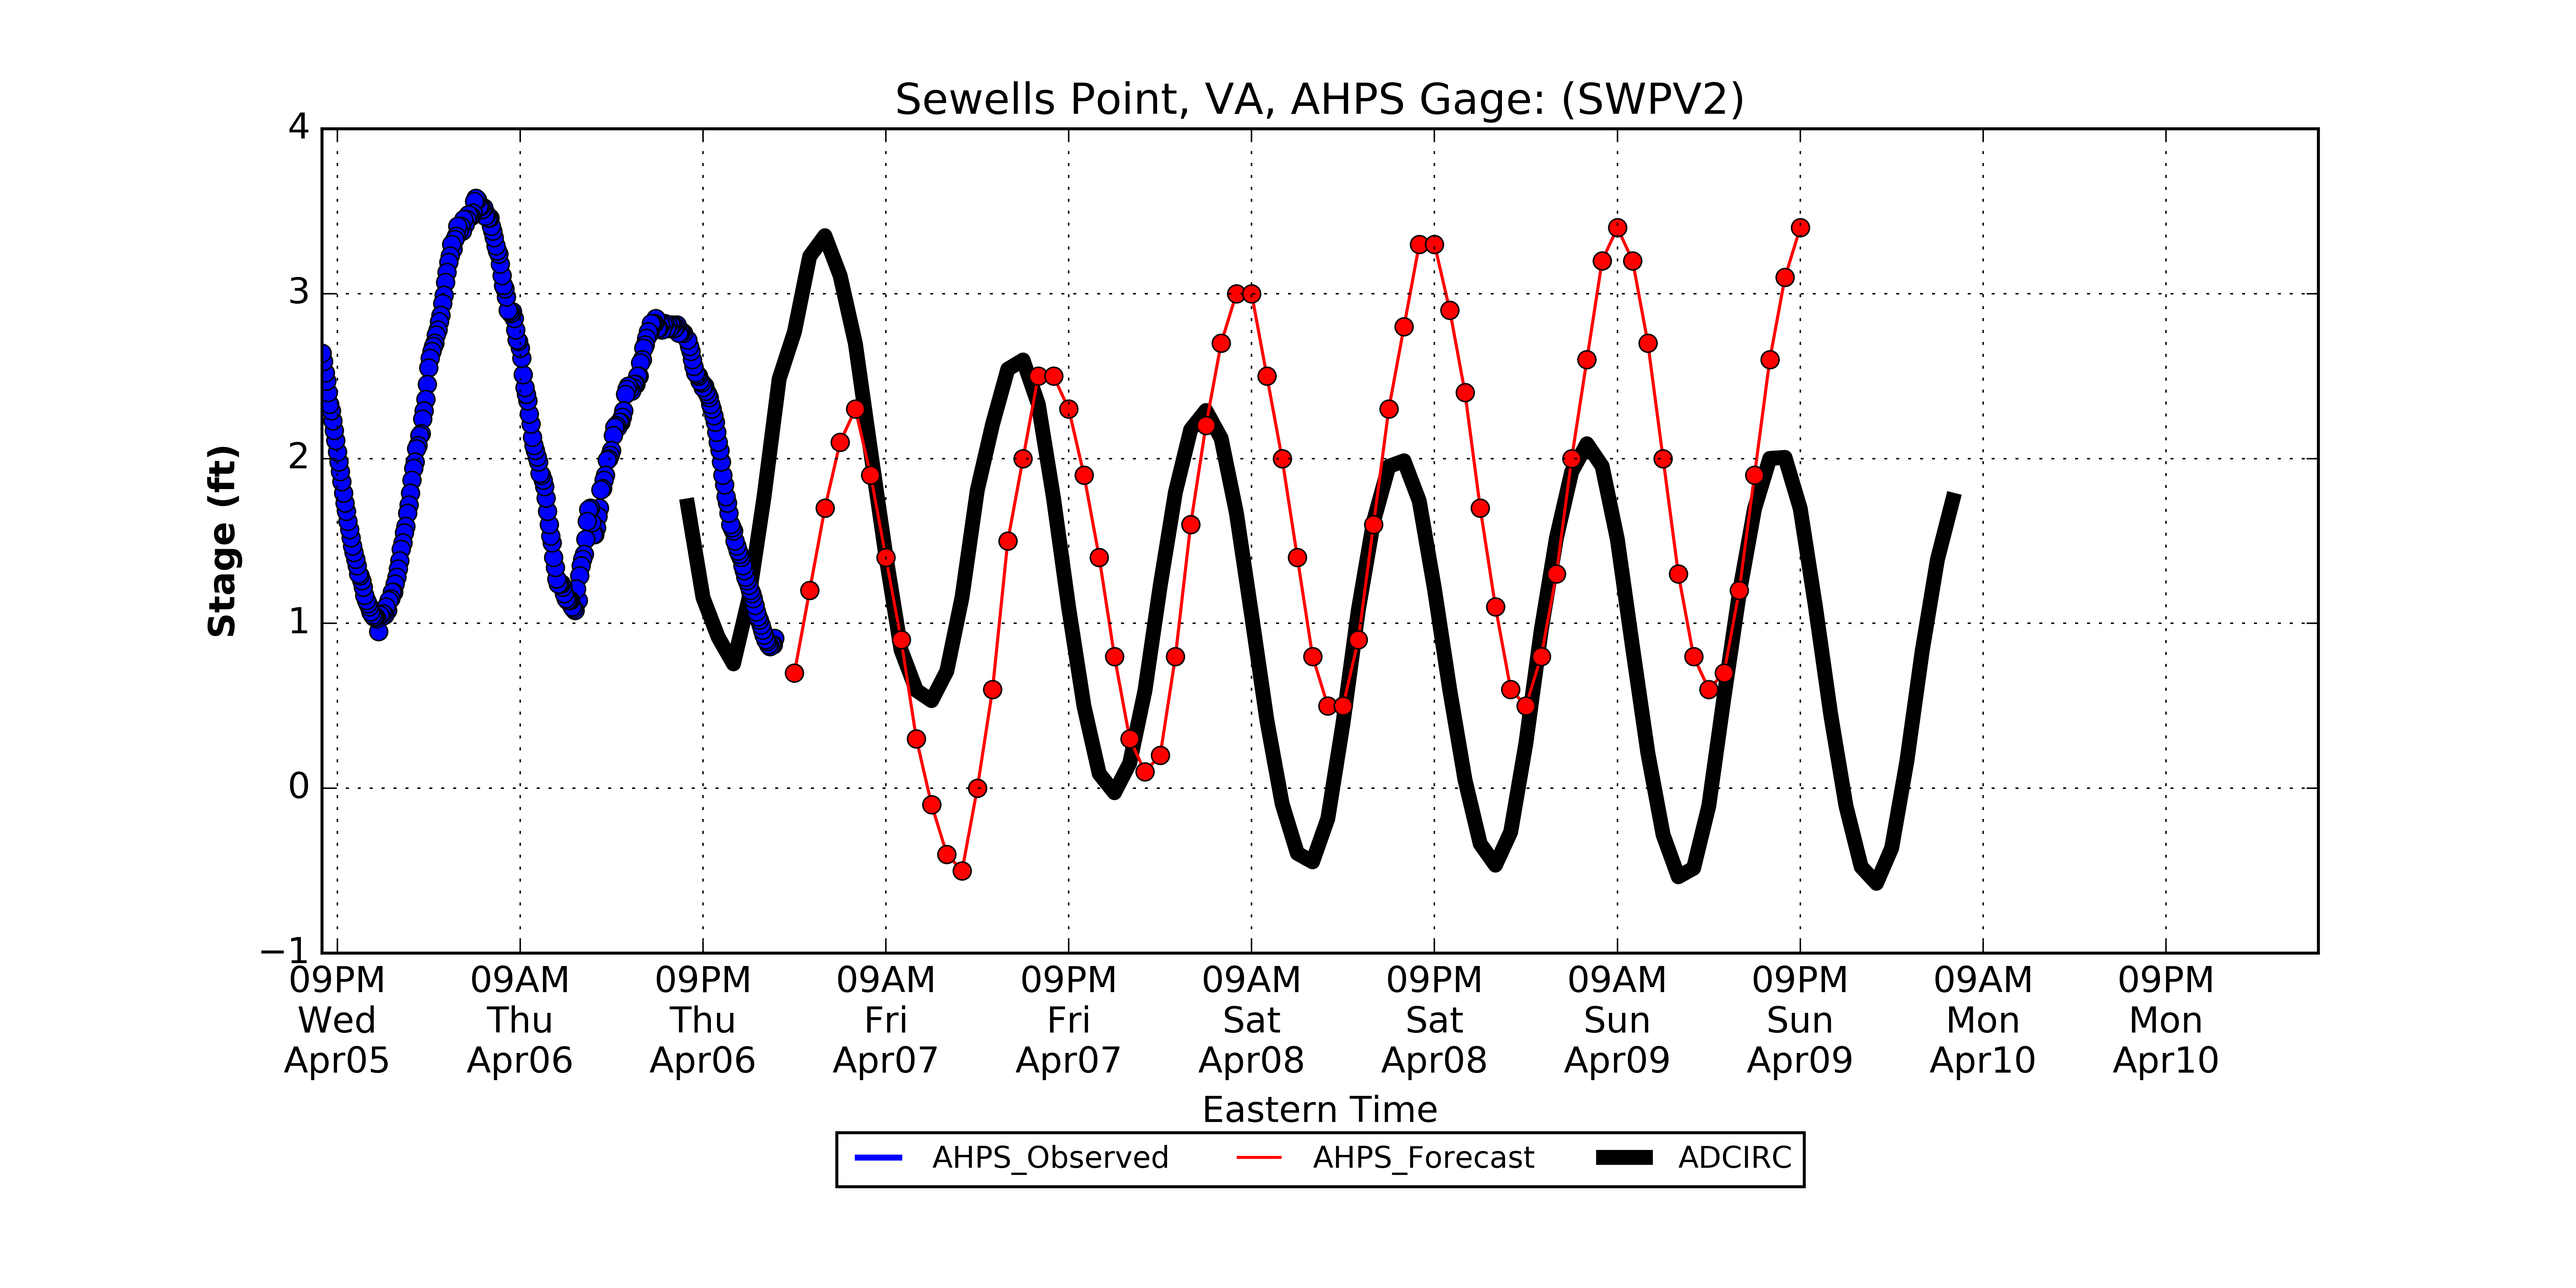 Sewells Point, VA, AHPS Gage: (SWPV2)
4
3
2
1
0
−1
Stage (ft)
09PM 09AM 09PM 09AM 09PM 09AM 09PM 09AM 09PM 09AM 09PM
Wed Thu Thu Fri Fri Sat Sat Sun Sun Mon Mon
Apr05 Apr06 Apr06 Apr07 Apr07 Apr08 Apr08 Apr09 Apr09 Apr10 Apr10
Eastern Time
AHPS_Observed AHPS_Forecast ADCIRC